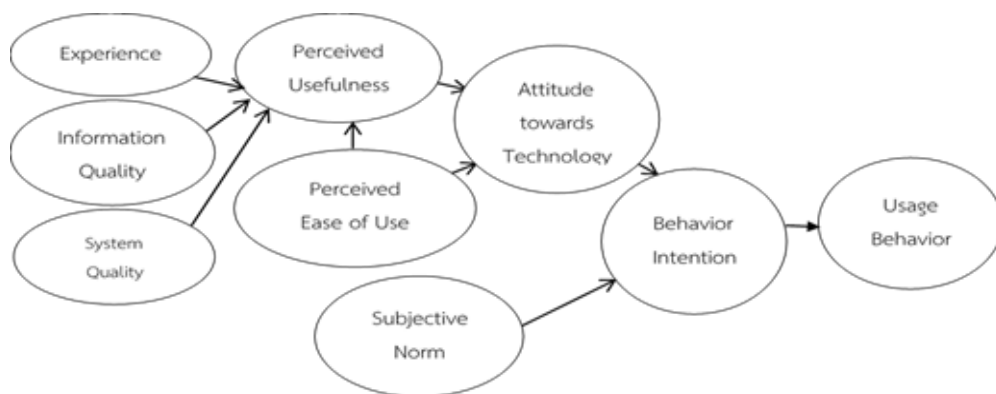 Experience
Perceived
Usefulness
Attitude
towards
Technology
Information
Quality
Perceived
Ease of Use
System
Quality
Behavior
Intention
Usage
Behavior
Subjective
Norm